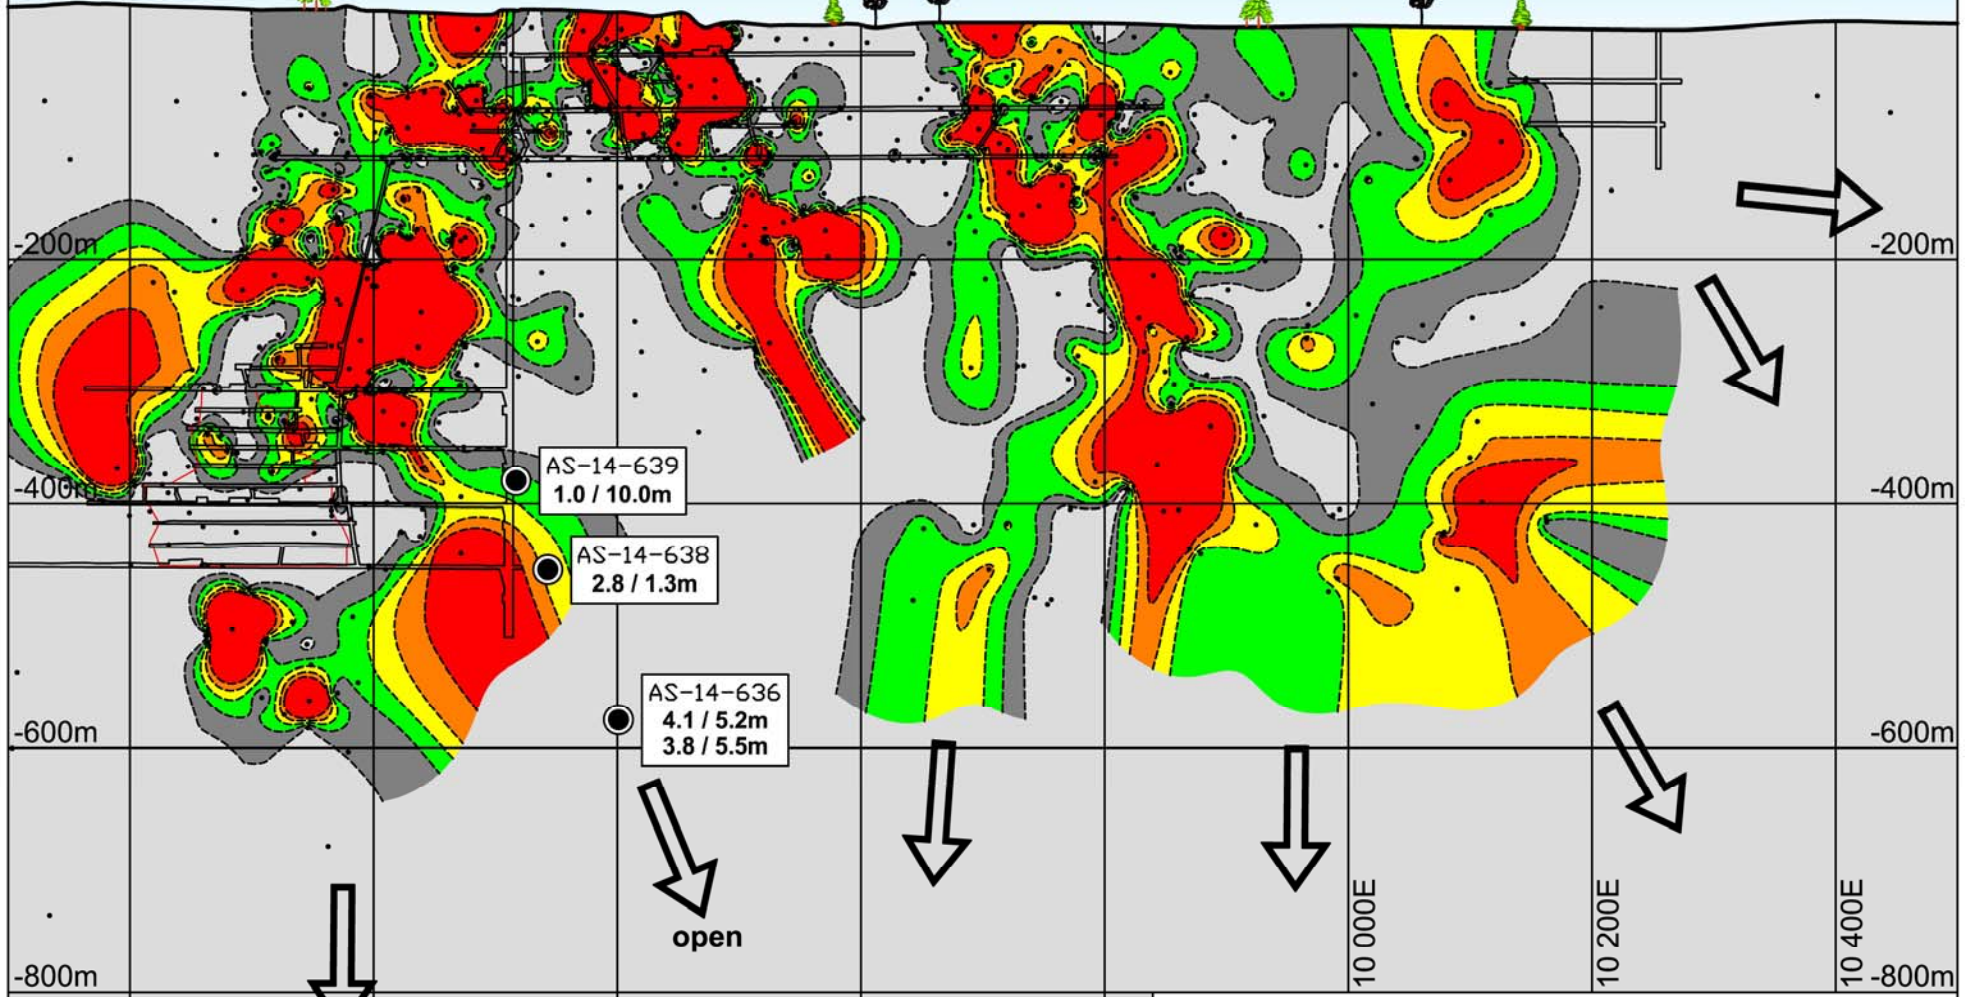 -200m
-200m
AS-14-639
1.0 / 10.0m
-400m
-400m
AS-14-638
2.8 / 1.3m
AS-14-636
4.1 / 5.2m
3.8 / 5.5m
-600m
-600m
open
10 000E
10 200E
10 400E
-800m
-800m